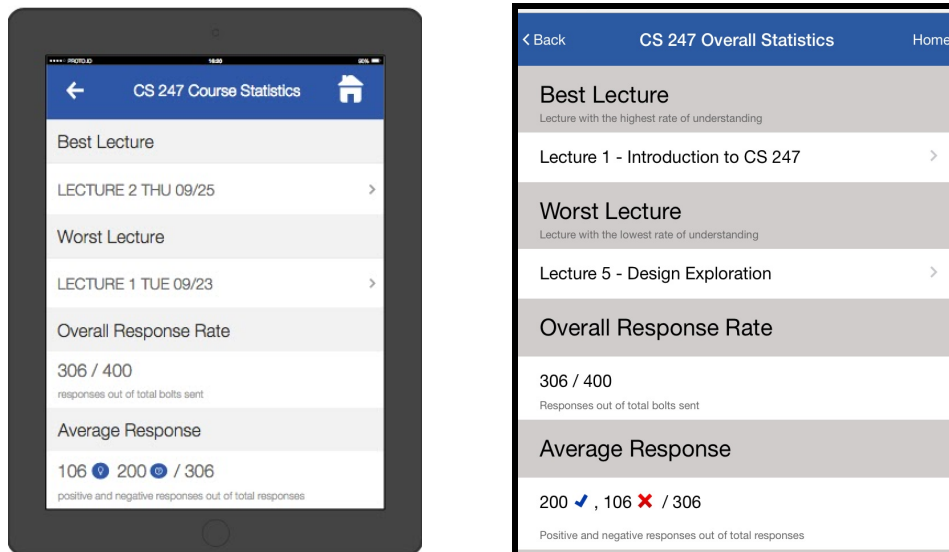 PROTO.IO 16:20 90%
CS 247 Course Statistics
Best Lecture
LECTURE 2 THU 09/25
Worst Lecture
LECTURE 1 TUE 09/23
Overall Response Rate
306 / 400
responses out of total bolts sent
Average Response
106 200 / 306
positive and negative responses out of total responses
Back CS 247 Overall Statistics Home
Best Lecture
Lecture with the highest rate of understanding
Lecture 1 - Introduction to CS 247
Worst Lecture
Lecture with the lowest rate of understanding
Lecture 5 - Design Exploration
Overall Response Rate
306 / 400
Responses out of total bolts sent
Average Response
200 , 106 / 306
Positive and negative responses out of total responses